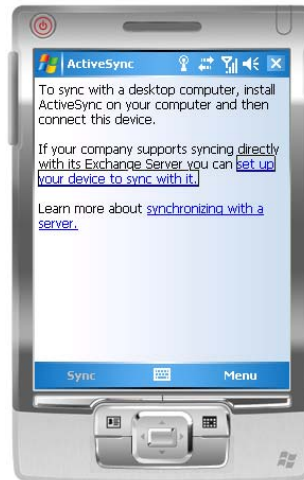 ActiveSync
To sync with a desktop computer, install
ActiveSync on your computer and then
connect this device.
If your company supports syncing directly
with its Exchange Server you can set up
your device to sync with it.
Learn more about synchronizing with a
server.
Sync Menu